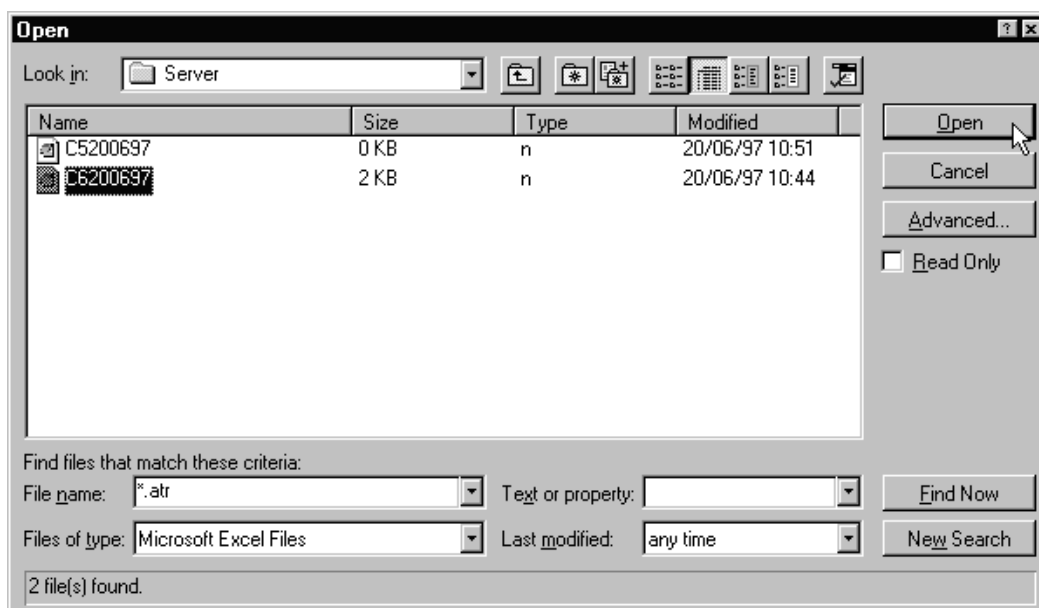 Open
Look in: Server
Name Size Type Modified
C5200697 0 KB n 20/06/97 10:51
C6200697 2 KB n 20/06/97 10:44
Open
Cancel
Advanced...
Read Only
Find files that match these criteria:
File name: *.atr Text or property: Find Now
Files of type: Microsoft Excel Files Last modified: any time New Search
2 file(s) found.